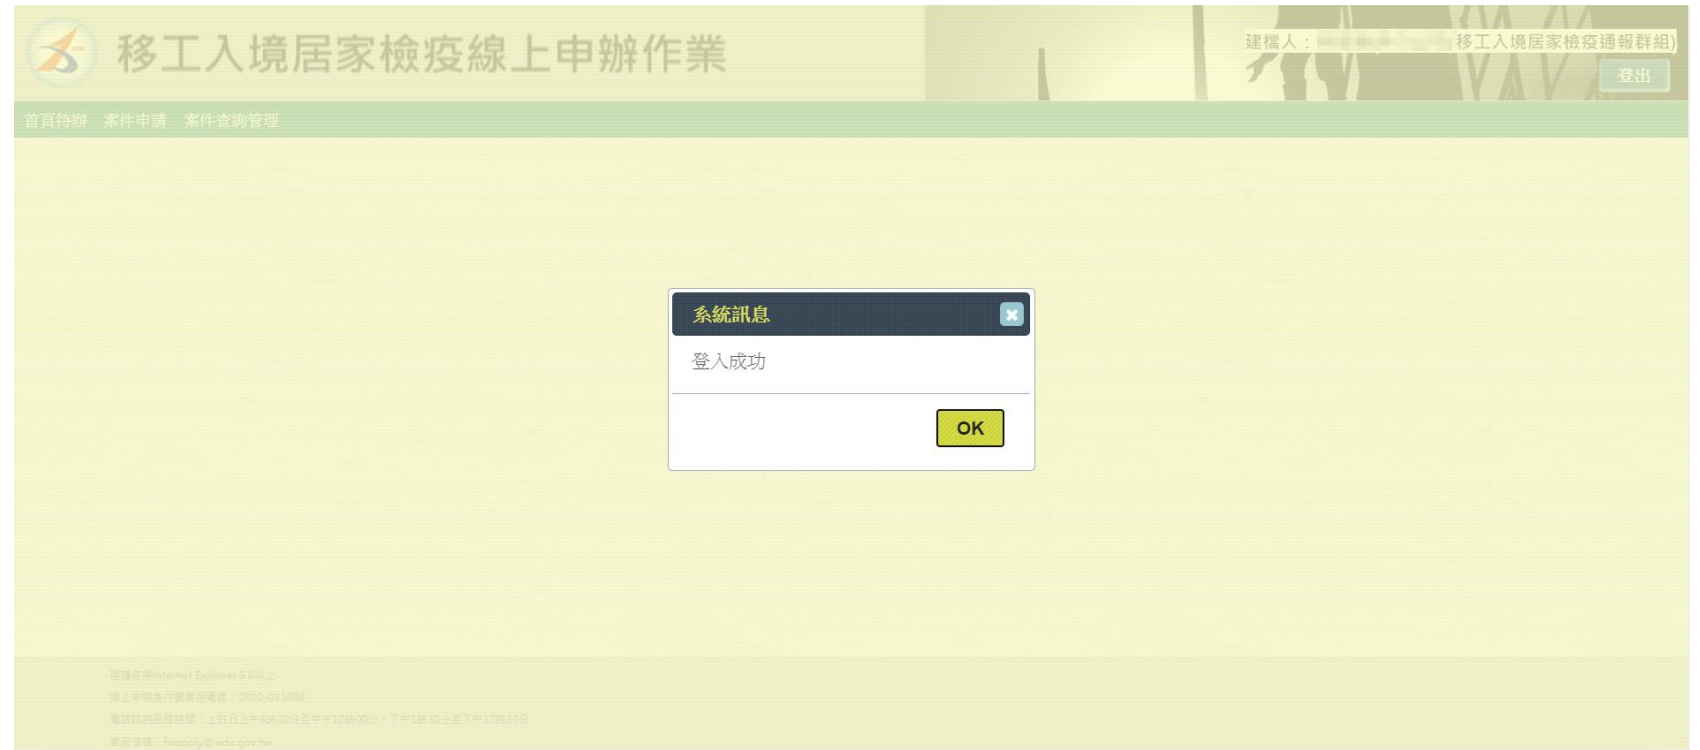 移工入境居家檢疫線上申辦作業
建檔人：
移工入境居家檢疫通報群組)
登出
首頁待辦 案件申請 案件查詢管理
系統訊息
登入成功
OK
建議使用Internet Explorer 9.0以上
線上申辦免付費客服電話：0800-035688
電話諮詢服務時間：上班日上午8時30分至中午12時00分，下午1時30分至下午17時30分
客服信箱：fwapply@wda.gov.tw